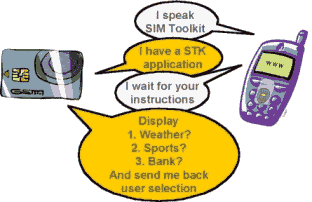 I speak
SIM Toolkit
I have a STK
application
I wait for your
instructions
Display
1. Weather?
2. Sports?
3. Bank?
And send me back
user selection
www